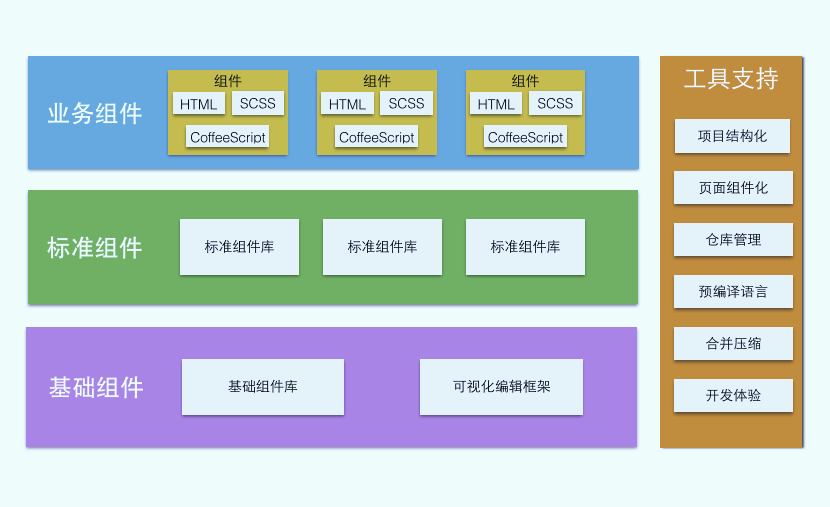 业务组件
组件
HTML
SCSS
CoffeeScript
组件
HTML
SCSS
CoffeeScript
组件
HTML
SCSS
CoffeeScript
标准组件
标准组件库
标准组件库
标准组件库
基础组件
基础组件库
可视化编辑框架
工具支持
项目结构化
页面组件化
仓库管理
预编译语言
合并压缩
开发体验